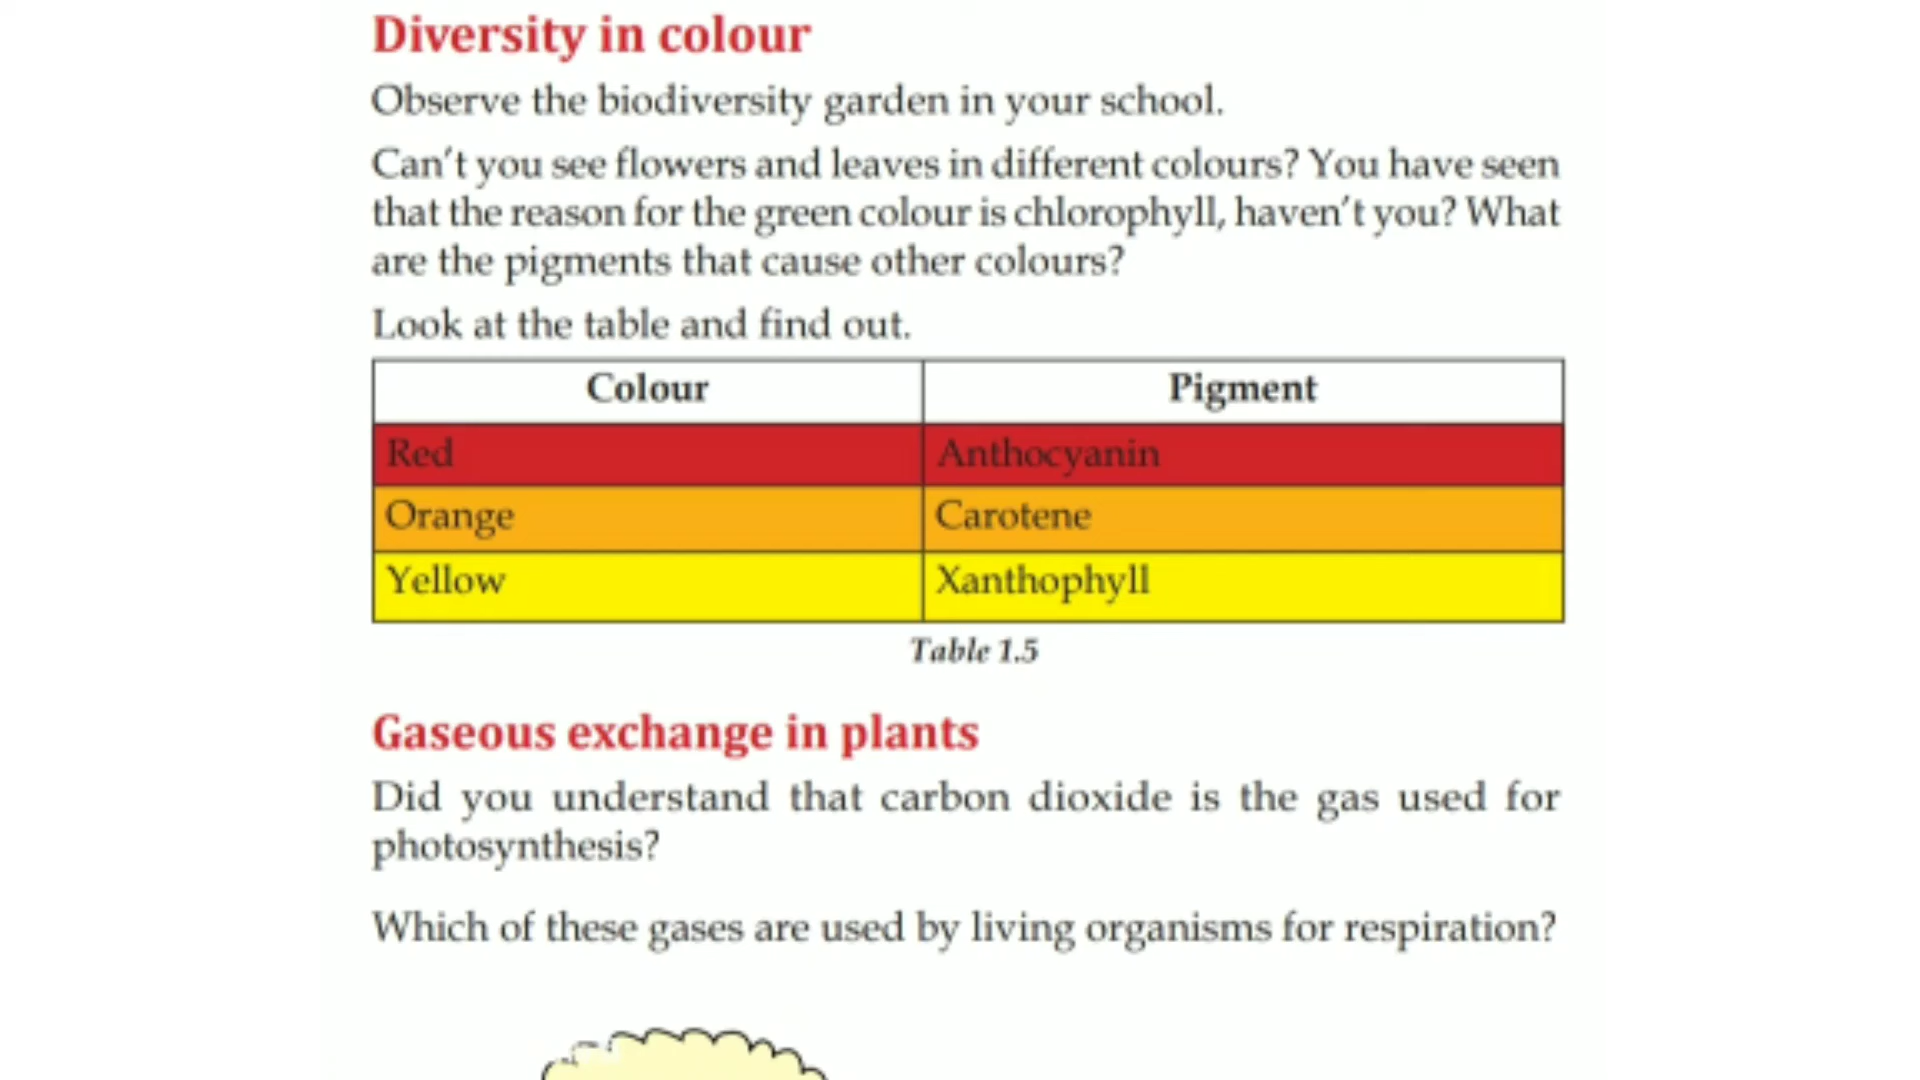 Diversity in colour
Observe the biodiversity garden in your school.
Can't you see flowers and leaves in different colours? You have seen
that the reason for the green colour is chlorophyll, haven't you? What
are the pigments that cause other colours?
Look at the table and find out.
Colour Pigment
Red Anthocyanin
Orange Carotene
Yellow Xanthophyll
Table 1.5
Gaseous exchange in plants
Did you understand that carbon dioxide is the gas used for
photosynthesis?
Which of these gases are used by living organisms for respiration?